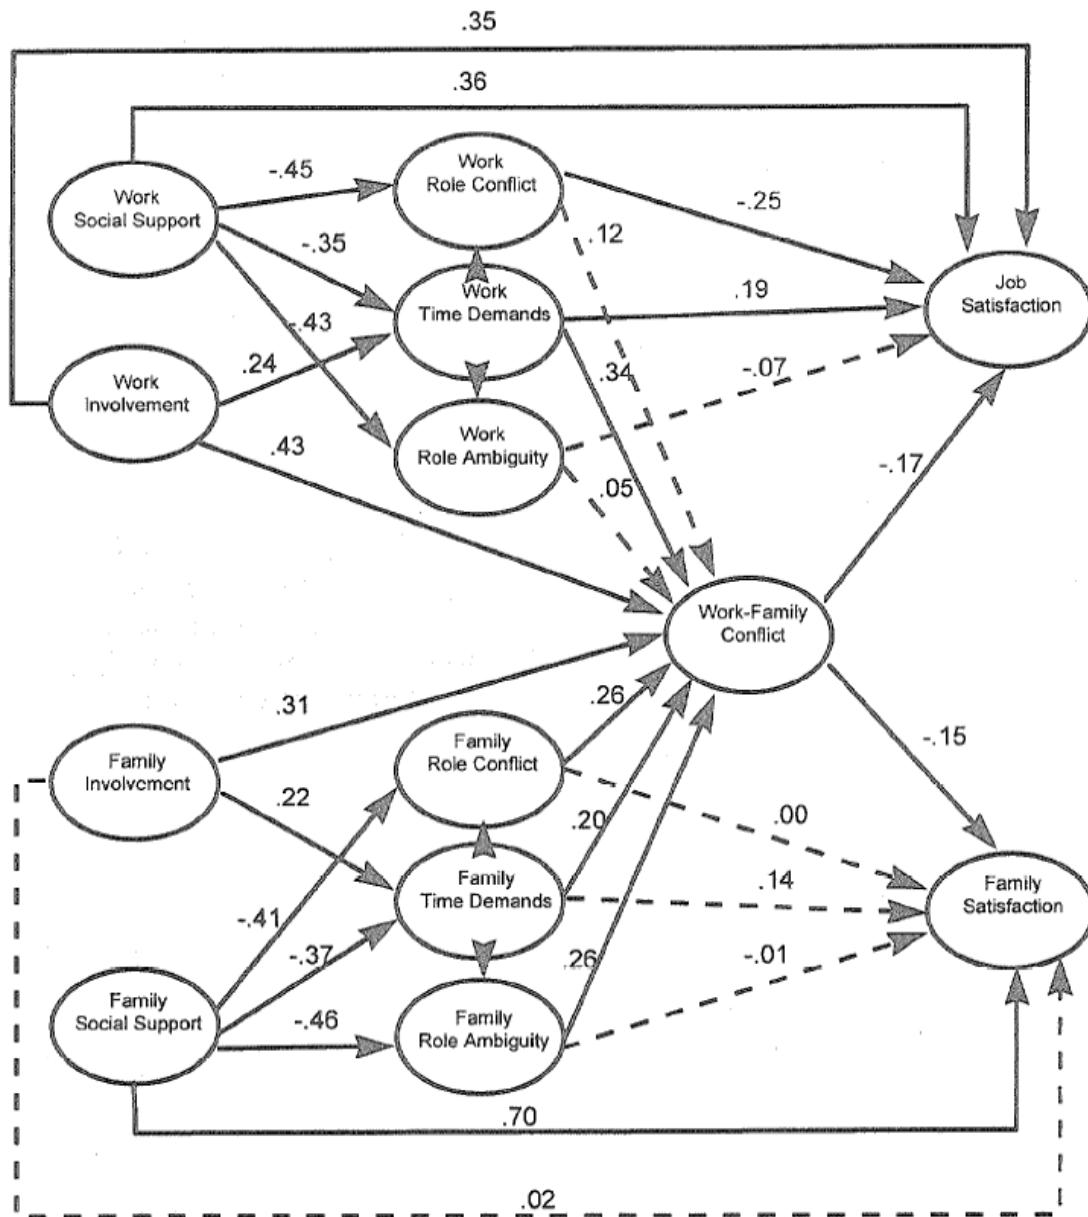 .35
.36
Work
Role Conflict
-.45
Work
Social Support
-.25
.12
-.35
Work
Time Demands
.19
Job
Satisfaction
-.43
.24
.34
-.07
Work
Involvement
Work
Role Ambiguity
.43
.05
-.17
Work-Family
Conflict
.31
.26
Family
Role Conflict
-.15
Family
Involvement
.22
.00
.20
Family
Time Demands
.14
Family
Satisfaction
-.41
-.37
.26
-.01
Family
Social Support
-.46
Family
Role Ambiguity
.70
.02